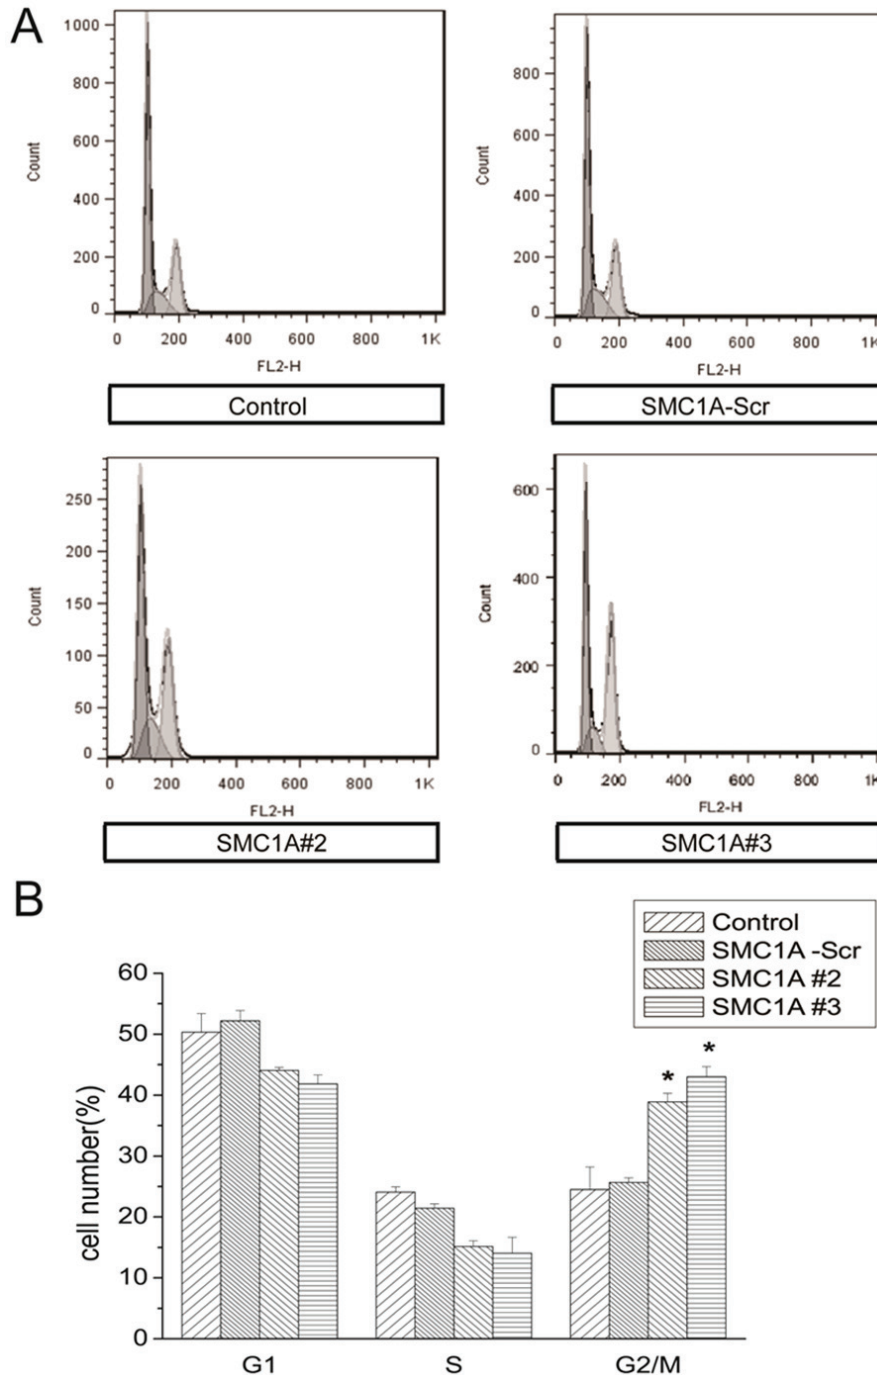 A
1000
800
600
400
200
0
Count
0 200 400 600 800 1K
FL2-H
Control
800
600
400
200
0
Count
0 200 400 600 800 1K
FL2-H
SMC1A-Scr
250
200
150
100
50
0
Count
0 200 400 600 800 1K
FL2-H
SMC1A#2
600
400
200
0
Count
0 200 400 600 800 1K
FL2-H
SMC1A#3
B
Control
SMC1A -Scr
SMC1A #2
SMC1A #3
60
50
40
30
20
10
0
cell number(%)
* *
G1 S G2/M